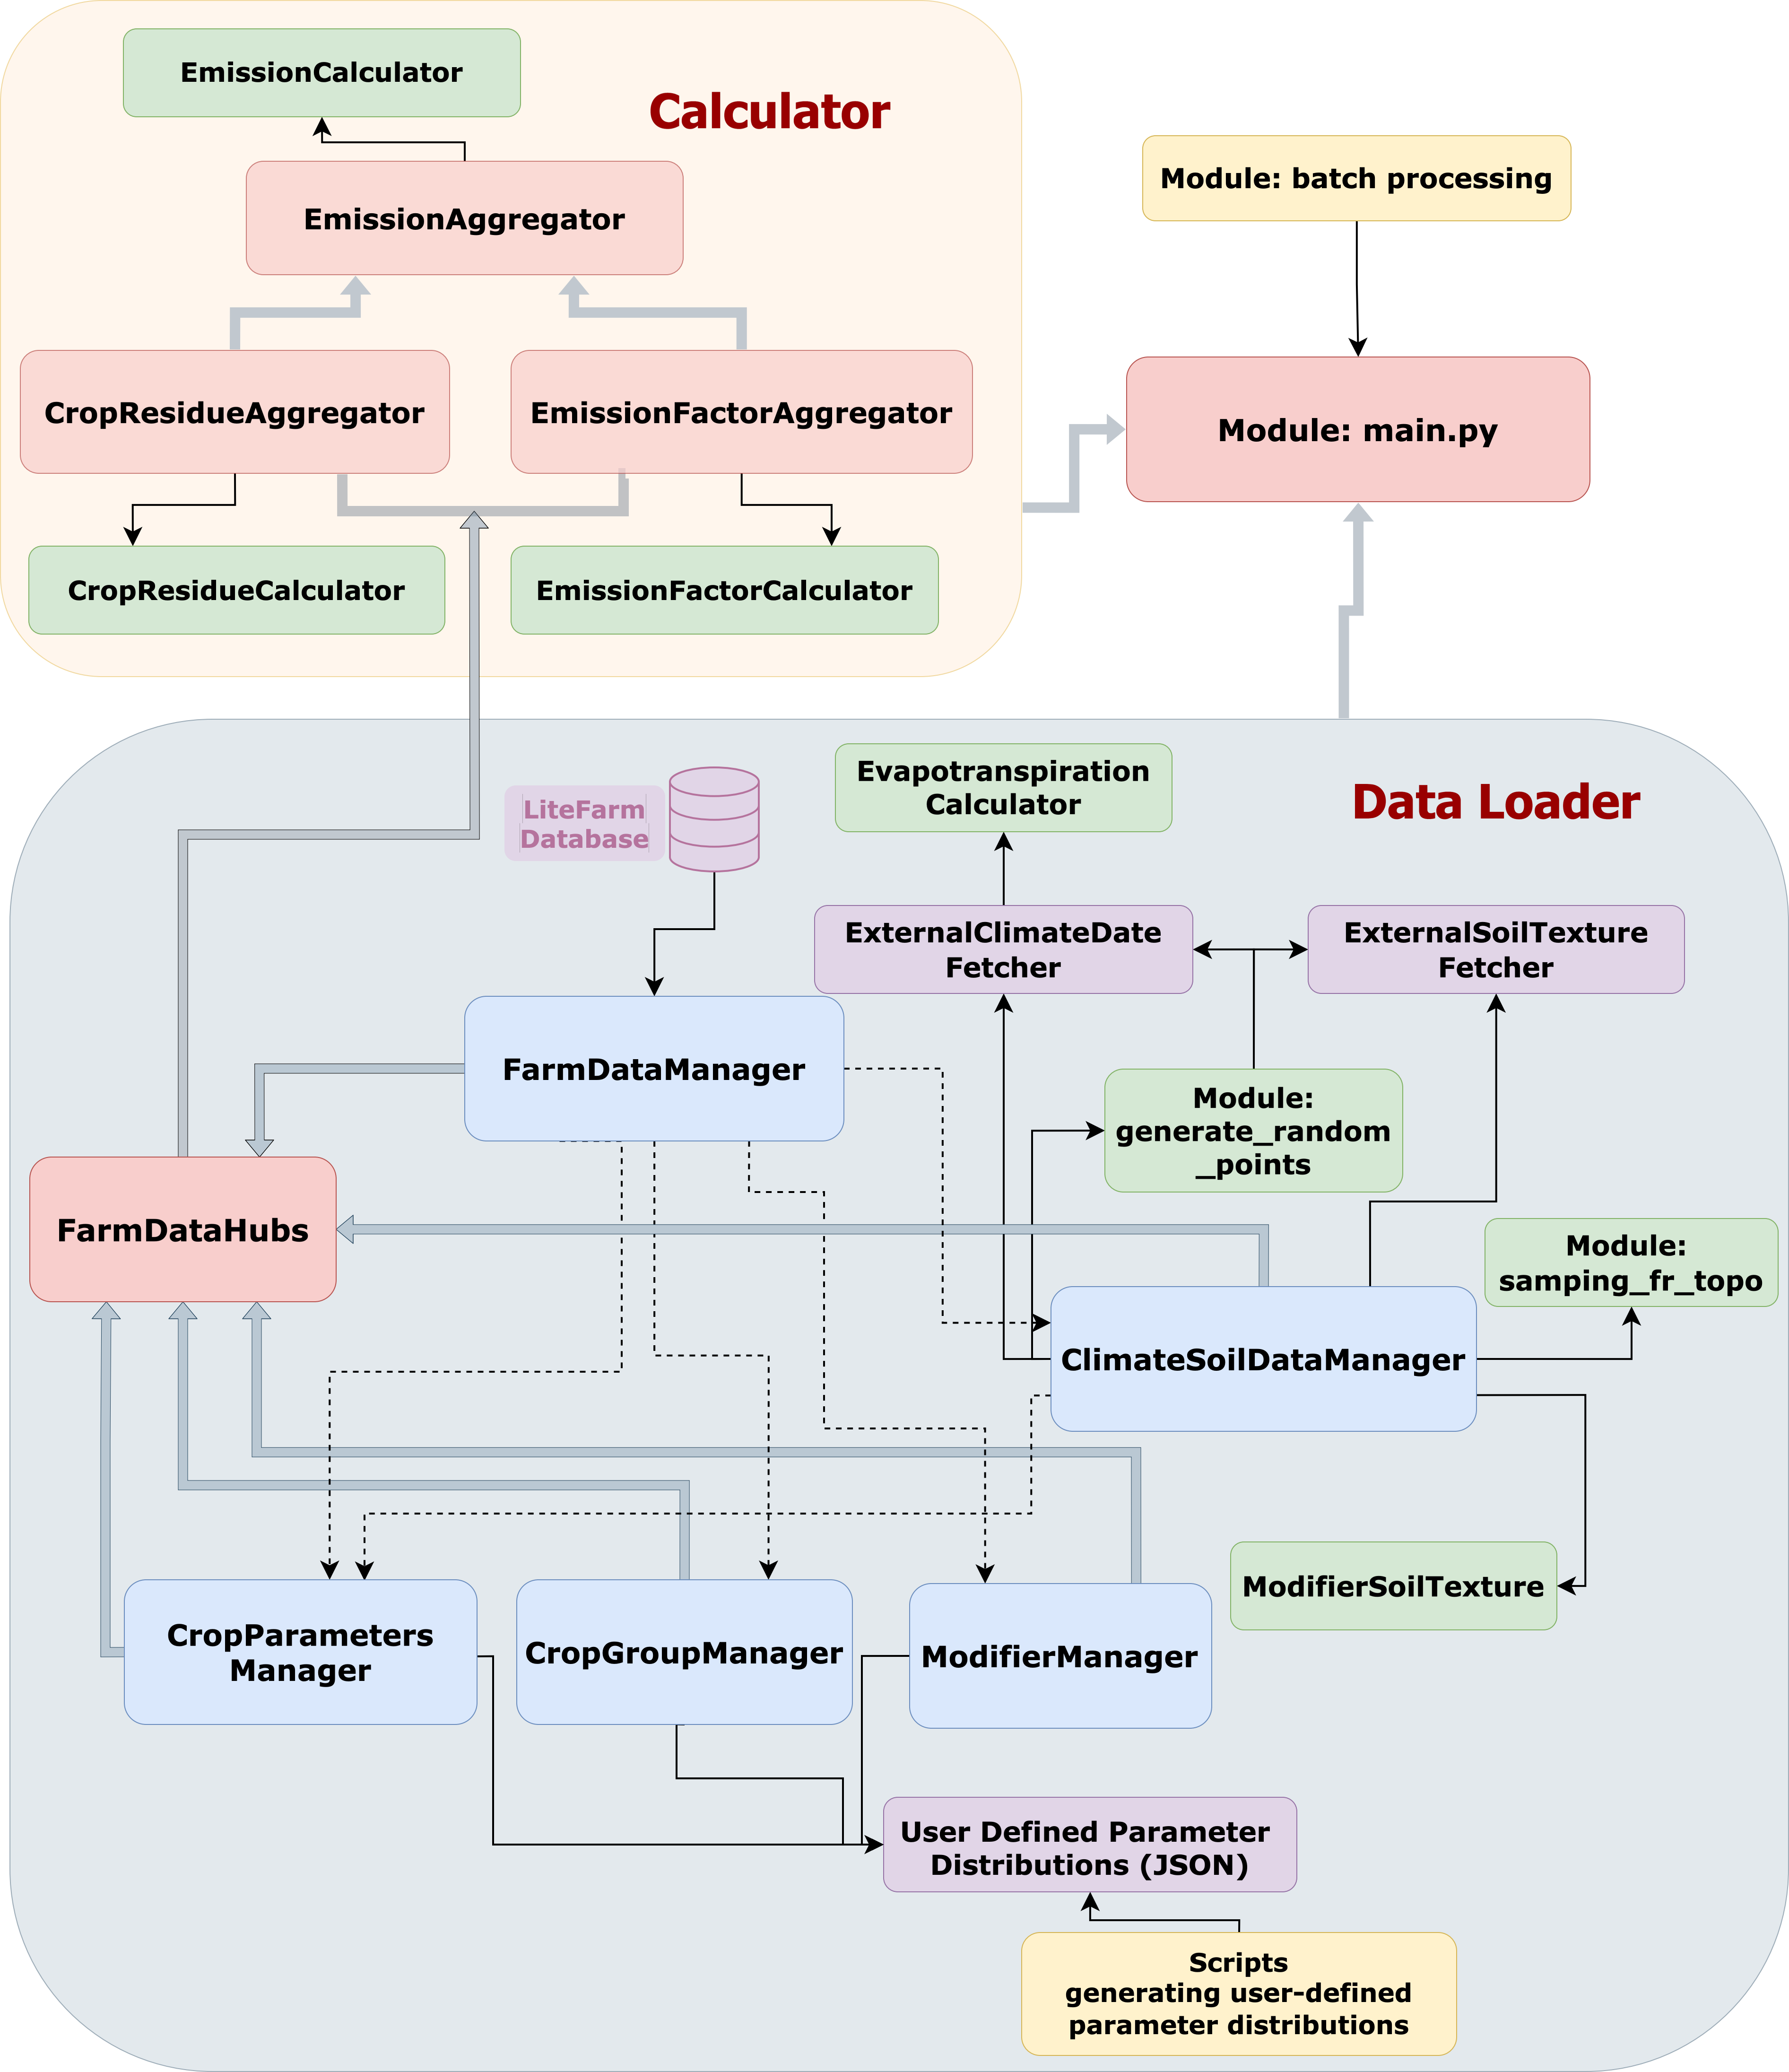 EmissionCalculator
Calculator
EmissionAggregator
Module: batch processing
CropResidueAggregator
EmissionFactorAggregator
Module: main.py
CropResidueCalculator
EmissionFactorCalculator
Data Loader
LiteFarm
Database
Evapotranspiration
Calculator
ExternalClimateDate
Fetcher
ExternalSoilTexture
Fetcher
FarmDataManager
Module:
generate_random
_points
FarmDataHubs
Module:
samping_fr_topo
ClimateSoilDataManager
ModifierSoilTexture
CropParameters
Manager
CropGroupManager
ModifierManager
User Defined Parameter
Distributions (JSON)
Scripts
generating user-defined
parameter distributions